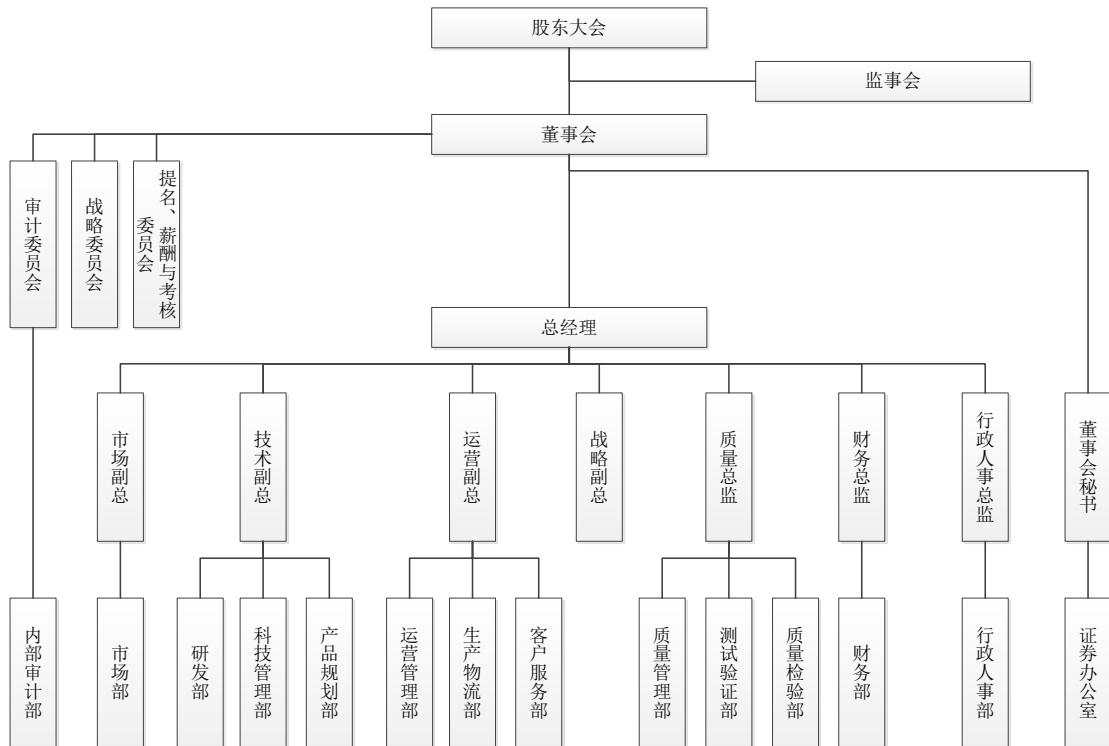 股东大会
监事会
董事会
审计委员会
战略委员会
提名、薪酬与考核
委员会
总经理
市场副总
技术副总
运营副总
战略副总
质量总监
财务总监
行政人事总监
董事会秘书
内部审计部
市场部
研发部
科技管理部
产品规划部
运营管理部
生产物流部
客户服务部
质量管理部
测试验证部
质量检验部
财务部
行政人事部
证券办公室